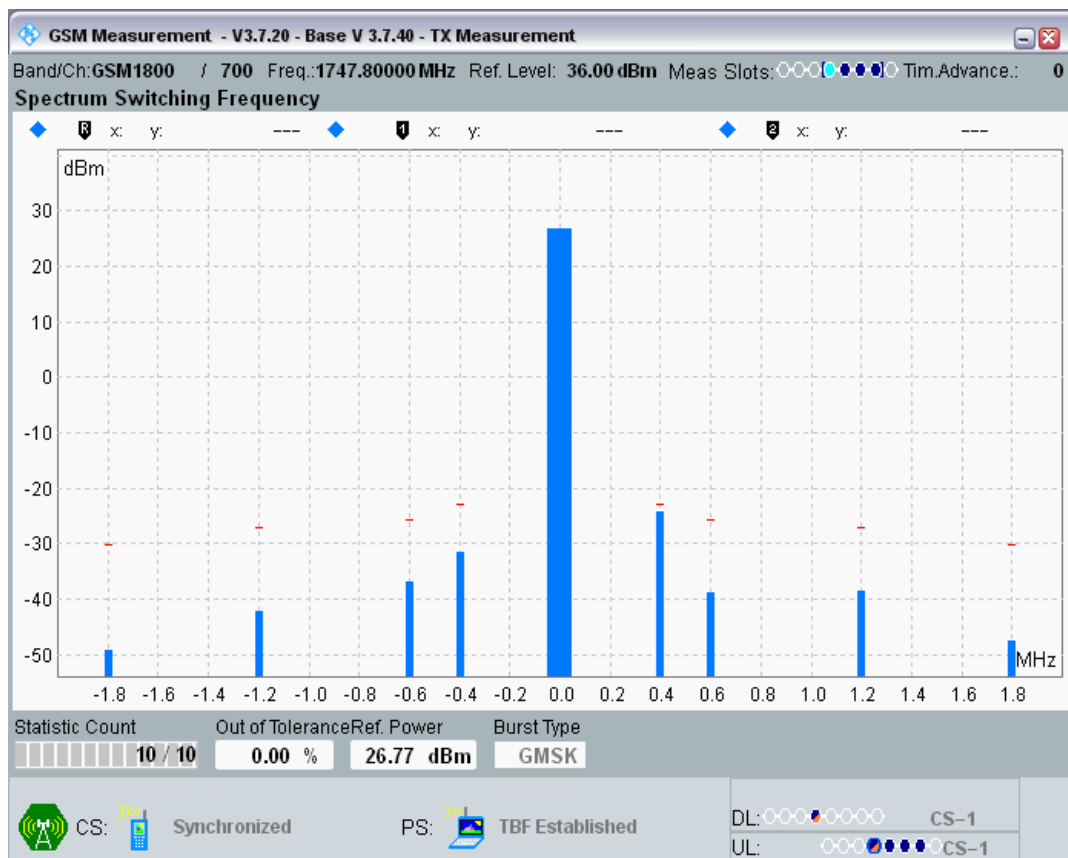 GSM Measurement - V3.7.20 - Base V 3.7.40 - TX Measurement
Band/Ch:GSM1800 / 700 Freq.:1747.80000 MHz Ref. Level: 36.00 dBm Meas Slots: Tim.Advance.: 0
Spectrum Switching Frequency
R x: y: --- 1 x: y: --- 2 x: y: ---
dBm
30
20
10
0
-10
-20
-30
-40
-50
MHz
-1.8 -1.6 -1.4 -1.2 -1.0 -0.8 -0.6 -0.4 -0.2 0.0 0.2 0.4 0.6 0.8 1.0 1.2 1.4 1.6 1.8
Statistic Count Out of Tolerance Ref. Power Burst Type
10 / 10 0.00 % 26.77 dBm GMSK
CS: Synchronized PS: TBF Established
DL: CS-1
UL: CS-1